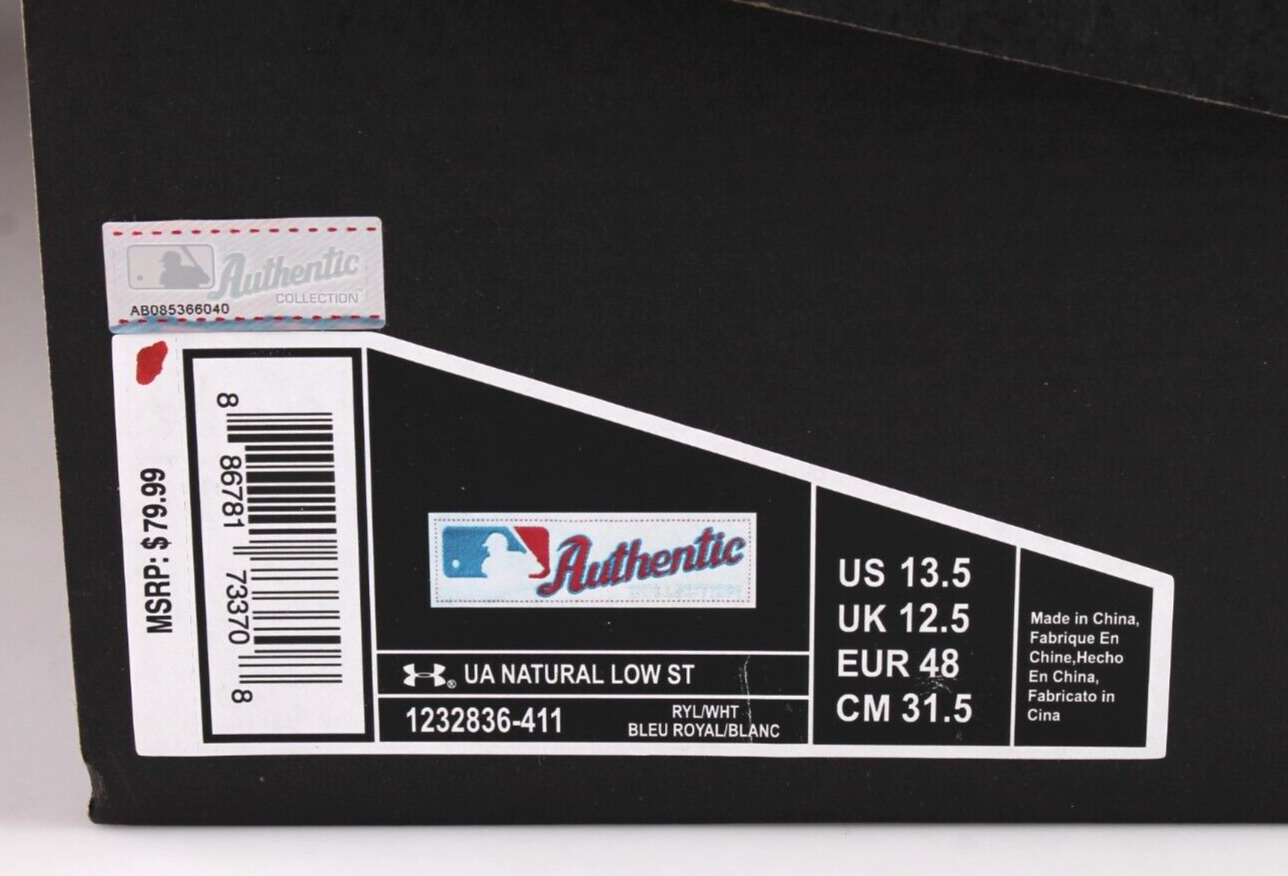 Authentic
COLLECTION
AB085366040
MSRP: $79.99
8 86781 73370 8
Authentic
® UA NATURAL LOW ST
1232836-411
RYL/WHT
BLEU ROYAL/BLANC
US 13.5
UK 12.5
EUR 48
CM 31.5
Made in China,
Fabrique En
Chine,Hecho
En China,
Fabricato in
Cina